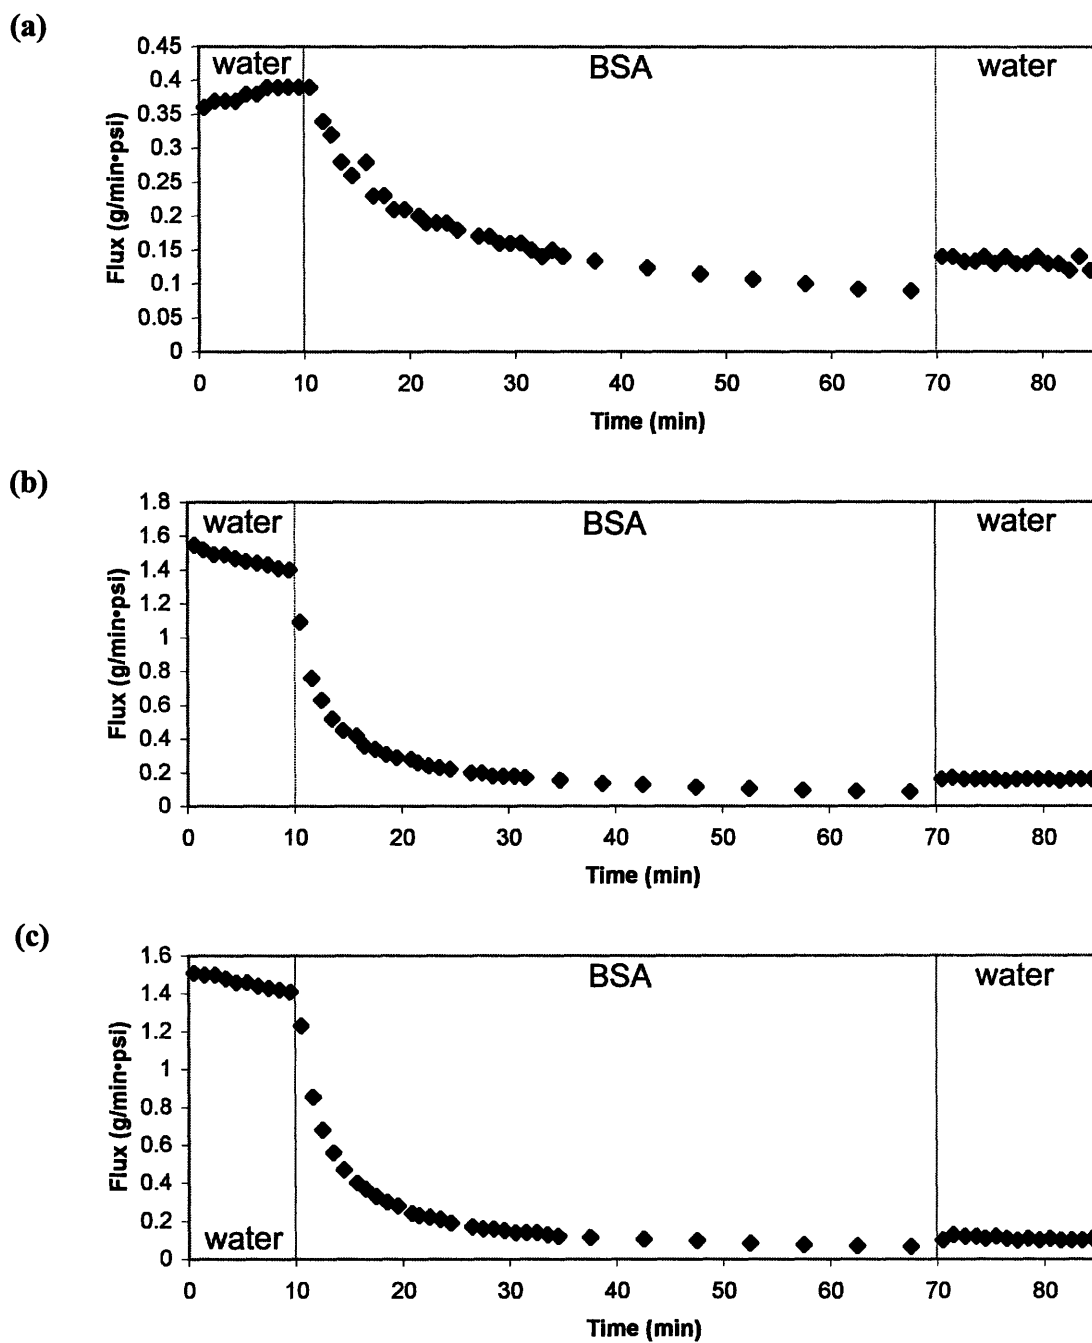 (a)
0.45
0.4
0.35
0.3
0.25
0.2
0.15
0.1
0.05
0
Flux (g/min•psi)
water
BSA
water
0 10 20 30 40 50 60 70 80
Time (min)
(b)
1.8
1.6
1.4
1.2
1
0.8
0.6
0.4
0.2
0
Flux (g/min•psi)
water
BSA
water
0 10 20 30 40 50 60 70 80
Time (min)
(c)
1.6
1.4
1.2
1
0.8
0.6
0.4
0.2
0
Flux (g/min•psi)
BSA
water
water
0 10 20 30 40 50 60 70 80
Time (min)